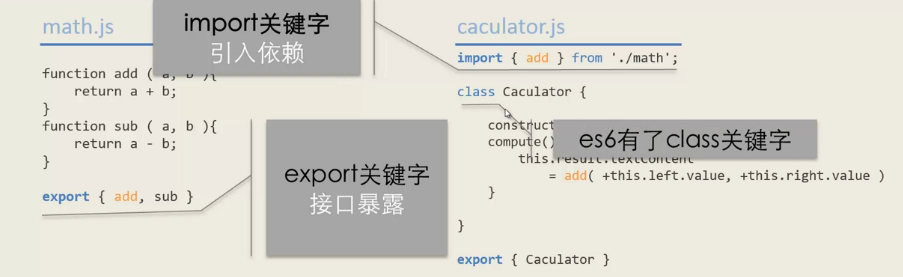 math.js
import关键字
引入依赖
function add ( a, b ){
return a + b;
}
function sub ( a, b ){
return a - b;
}
export { add, sub }
export关键字
接口暴露
caculator.js
import { add } from './math';
class Caculator {
es6有了class关键字
compute()
this.result.textContent
= add( +this.left.value, +this.right.value )
}
}
export { Caculator }